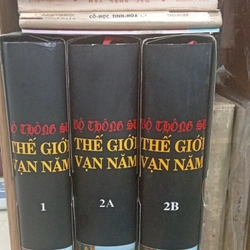 CỔ-HỌC TINH-HOA
BỘ THÔNG SỬ
THẾ GIỚI
VẠN NĂM
1
BỘ THÔNG SỬ
THẾ GIỚI
VẠN NĂM
2A
BỘ THÔNG SỬ
THẾ GIỚI
VẠN NĂM
2B